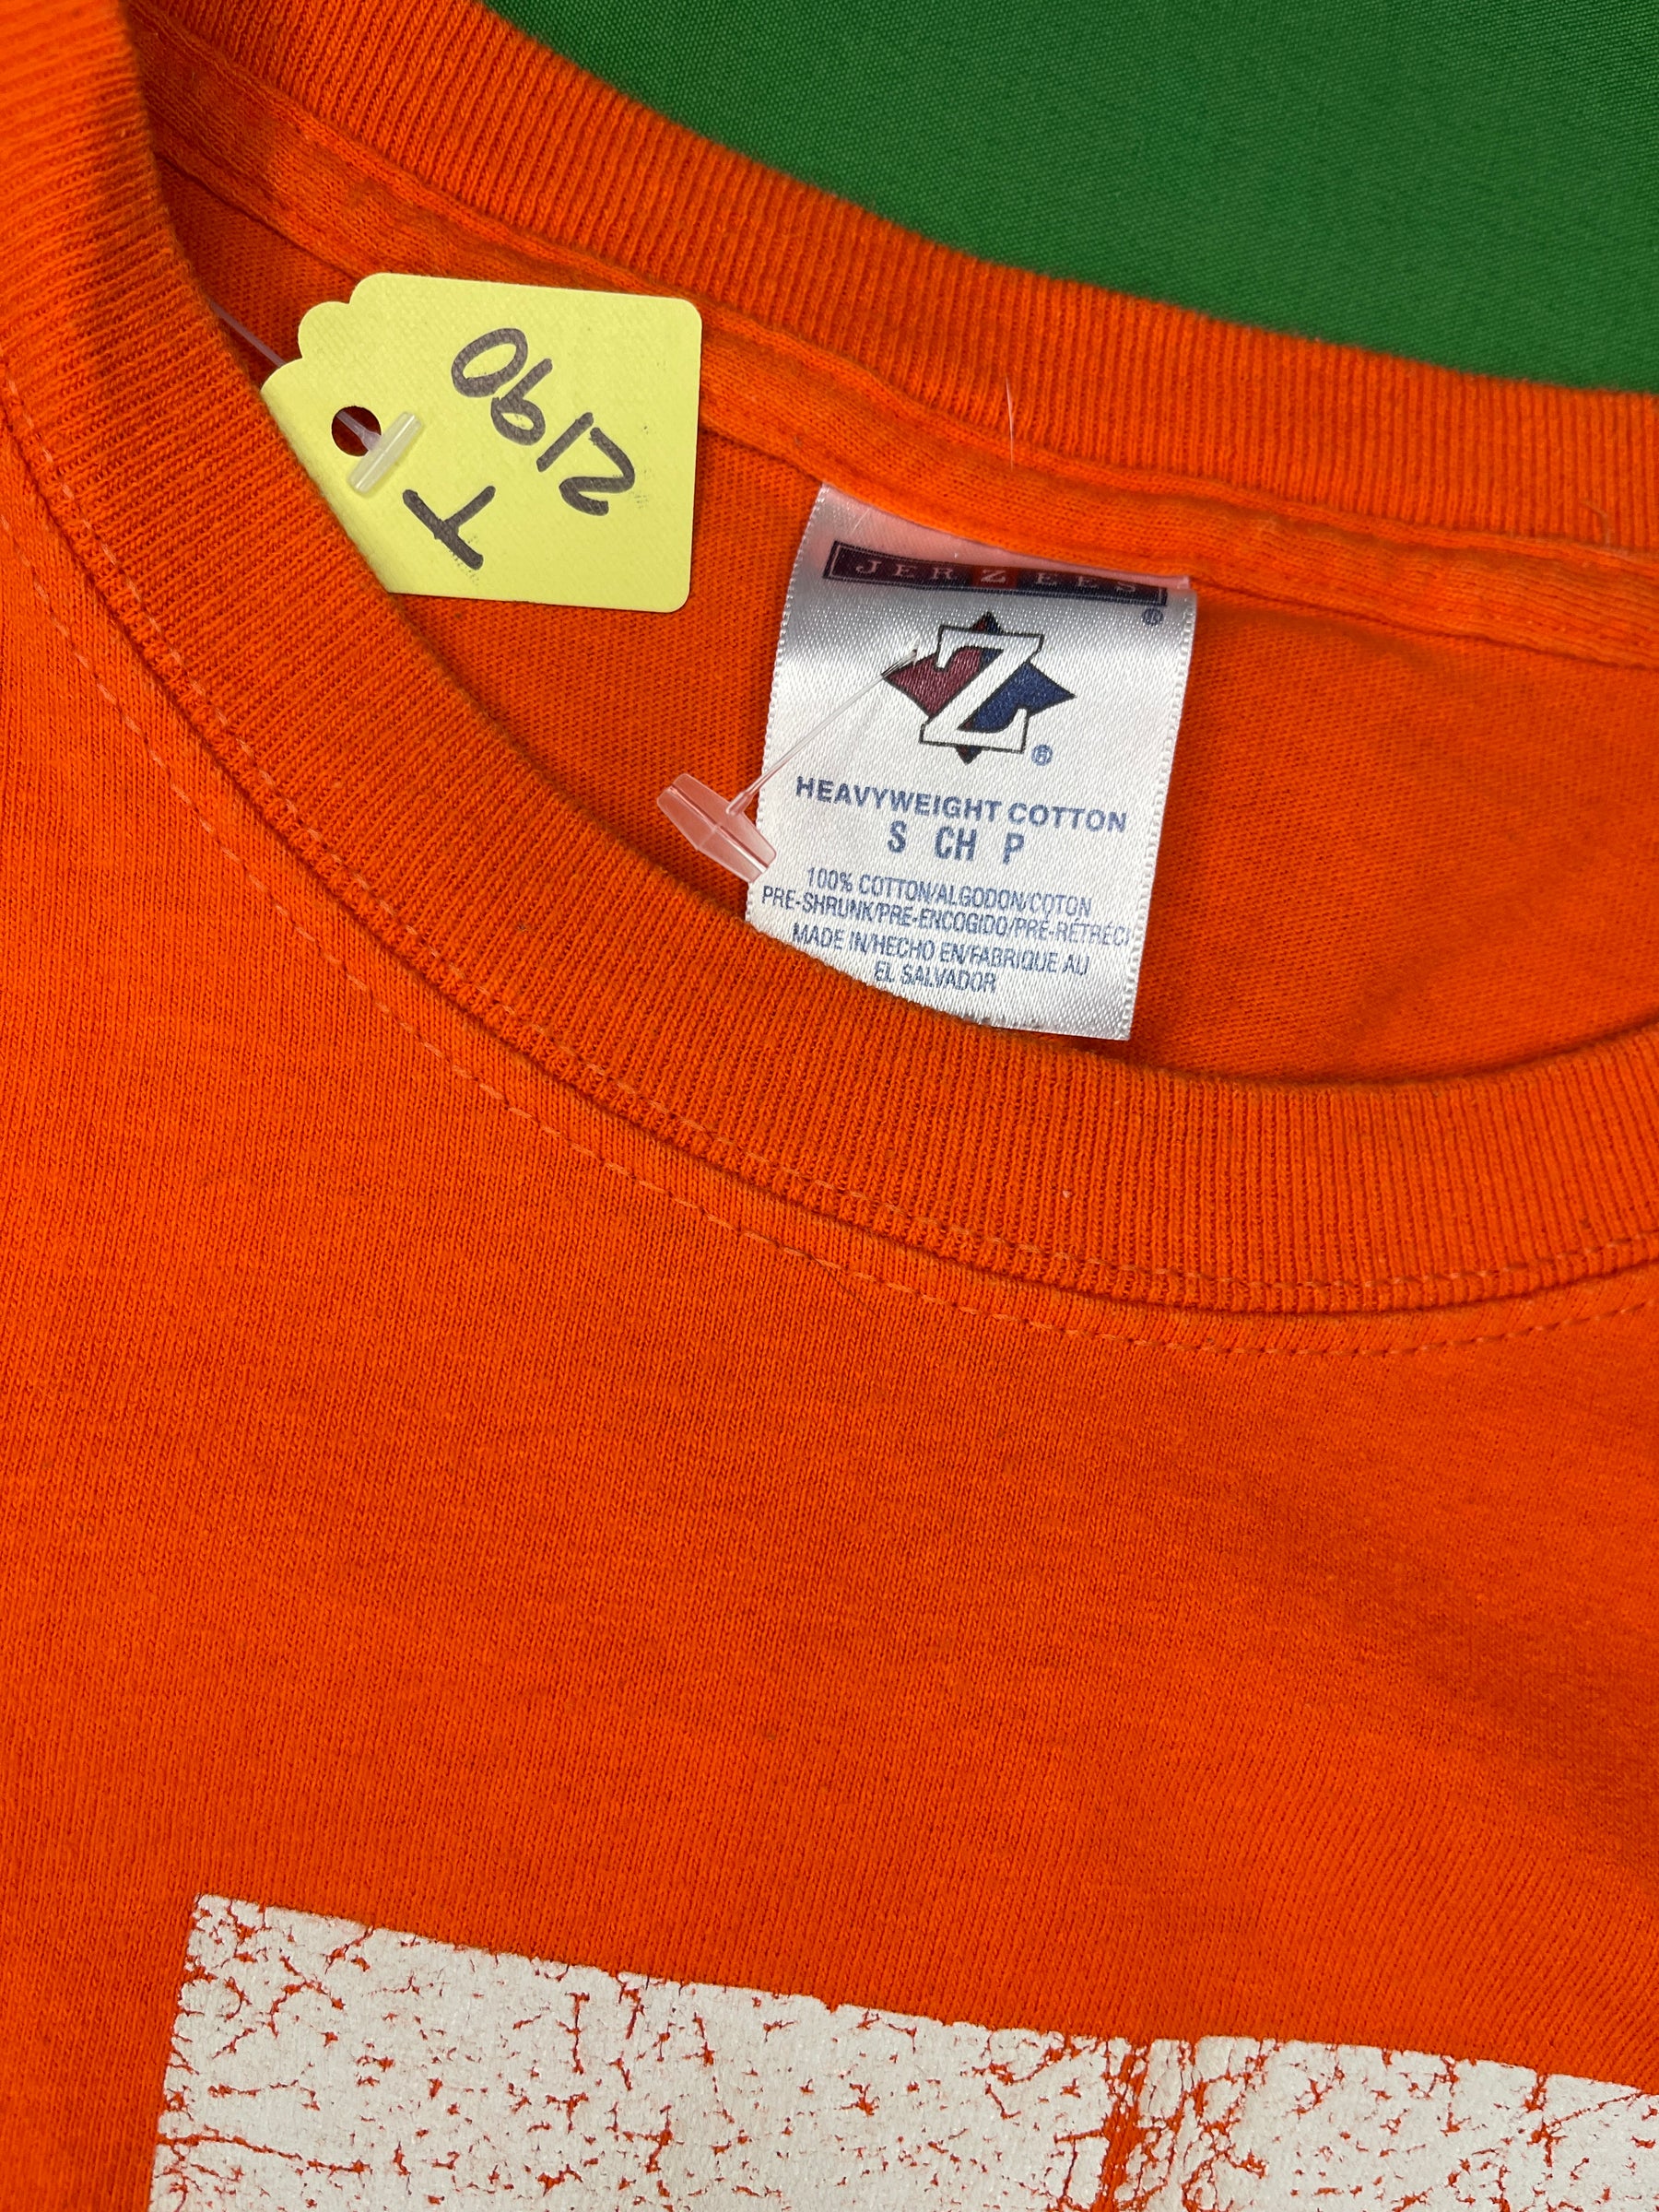 T
2190
JERZEES®
Z®
HEAVYWEIGHT COTTON
S CH P
100% COTTON/ALGODON/COTON
PRE-SHRUNK/PRE-ENCOGIDO/PRÉ-RÉTRÉCI
MADE IN/HECHO EN/FABRIQUE AU
EL SALVADOR